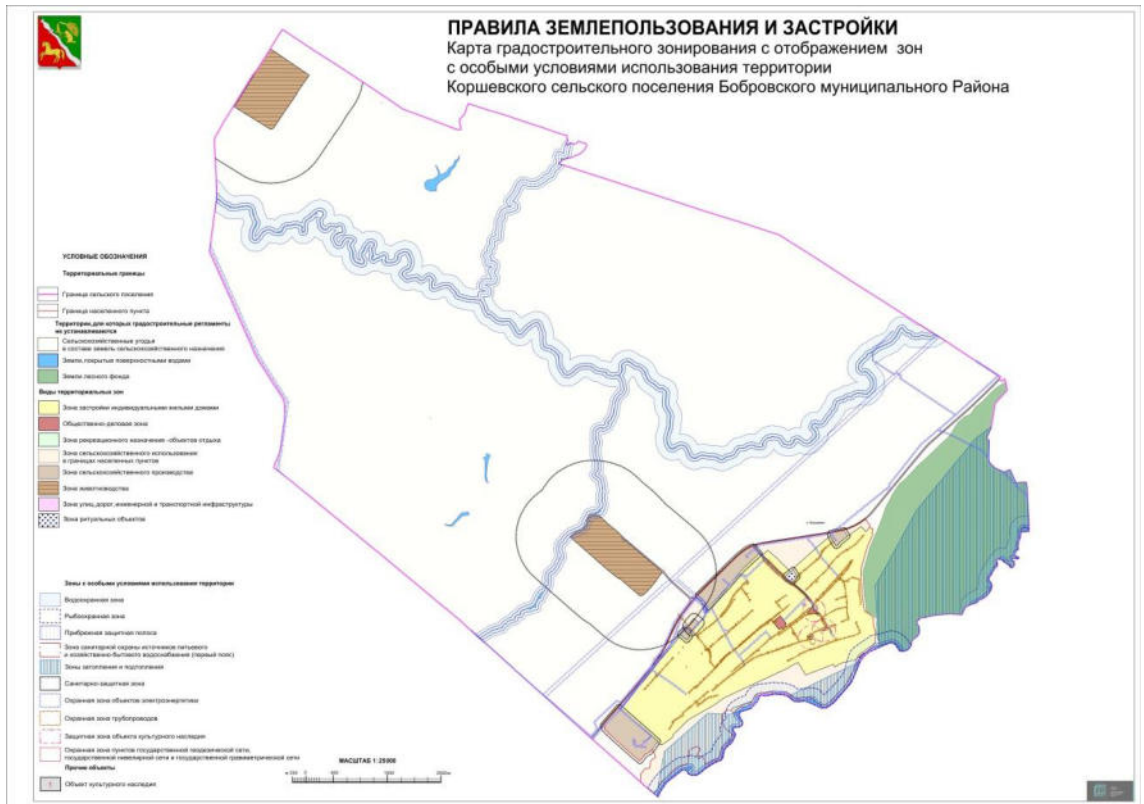 ПРАВИЛА ЗЕМЛЕПОЛЬЗОВАНИЯ И ЗАСТРОЙКИ
Карта градостроительного зонирования с отображением зон
с особыми условиями использования территории
Коршевского сельского поселения Бобровского муниципального Района
УСЛОВНЫЕ ОБОЗНАЧЕНИЯ
Территориальные границы
Граница сельского поселения
Граница населенного пункта
Территории, для которых градостроительные регламенты
не устанавливаются
Сельскохозяйственные угодья
в составе земель сельскохозяйственного назначения
Земли, покрытые поверхностными водами
Земли лесного фонда
Виды территориальных зон
Зона застройки индивидуальными жилыми домами
Общественно-деловая зона
Зона рекреационного назначения -объектов отдыха
Зона сельскохозяйственного использования
в границах населенных пунктов
Зона сельскохозяйственного производства
Зона животноводства
Зона улиц, дорог, инженерной и транспортной инфраструктуры
Зона ритуальных объектов
Зоны с особыми условиями использования территории
Водоохранная зона
Рыбоохранная зона
Прибрежная защитная полоса
Зона санитарной охраны источников питьевого
и хозяйственно-бытового водоснабжения (первый пояс)
Зоны затопления и подтопления
Санитарно-защитная зона
Охранная зона объектов электроэнергетики
Охранная зона трубопроводов
Защитная зона объекта культурного наследия
Охранная зона пунктов государственной геодезической сети,
государственной нивелирной сети и государственной гравиметрической сети
Прочие объекты
Объект культурного наследия
МАСШТАБ 1: 25000